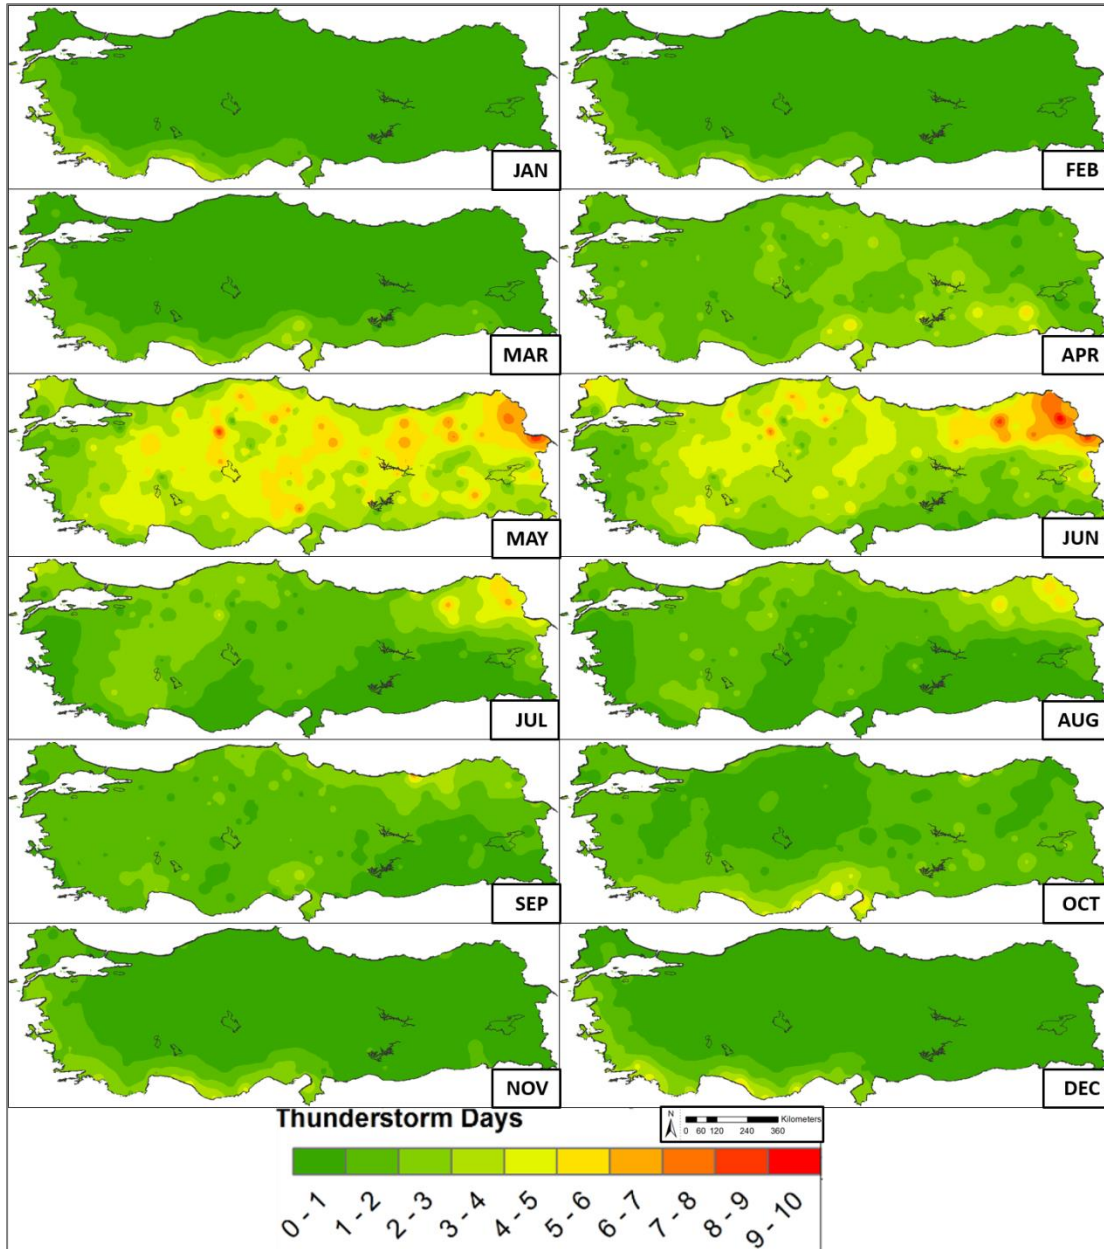 JAN
FEB
MAR
APR
MAY
JUN
JUL
AUG
SEP
OCT
NOV
DEC
Thunderstorm Days
N
Kilometers
0 60 120 240 360
0 - 1
1 - 2
2 - 3
3 - 4
4 - 5
5 - 6
6 - 7
7 - 8
8 - 9
9 - 10